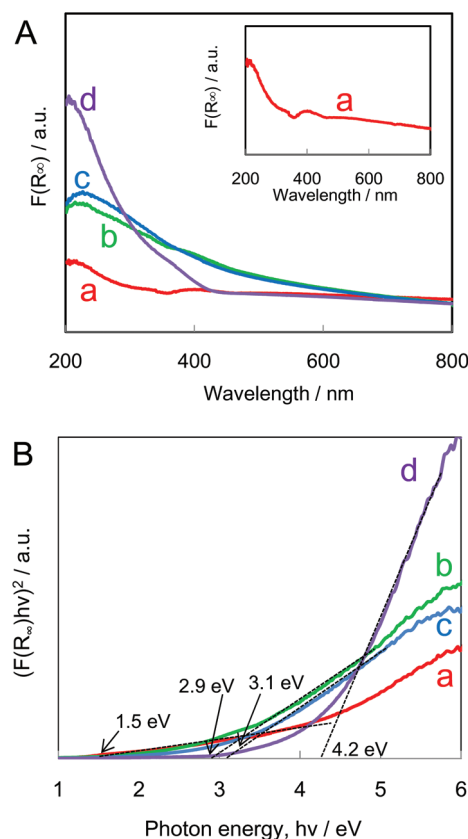 A
F(R∞) / a.u.
d
c
b
a
200
400
600
800
Wavelength / nm
F(R∞) / a.u.
a
200
400
600
800
Wavelength / nm
B
(F(R∞)hν)² / a.u.
d
b
c
a
1.5 eV
2.9 eV
3.1 eV
4.2 eV
1
2
3
4
5
6
Photon energy, hν / eV